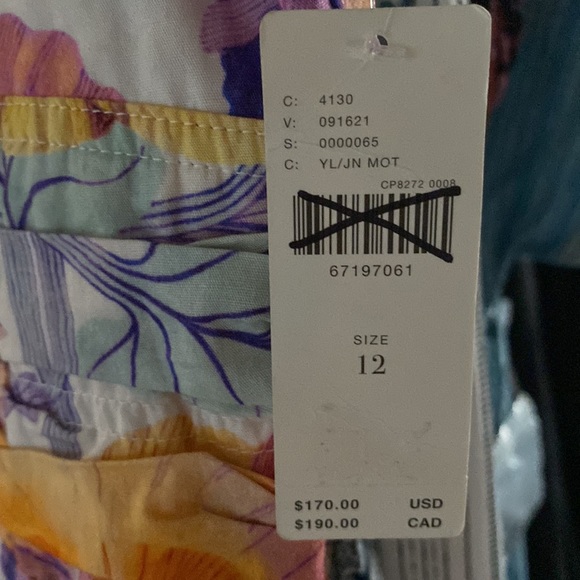 C: 4130
V: 091621
S: 0000065
C: YL/JN MOT
CP8272 0008
67197061
SIZE
12
$170.00 USD
$190.00 CAD